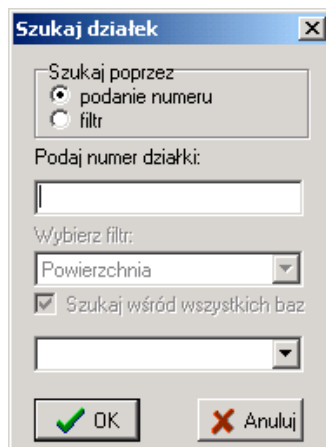 Szukaj działek
Szukaj poprzez
podanie numeru
filtr
Podaj numer działki:
Wybierz filtr:
Powierzchnia
Szukaj wśród wszystkich baz
OK
Anuluj